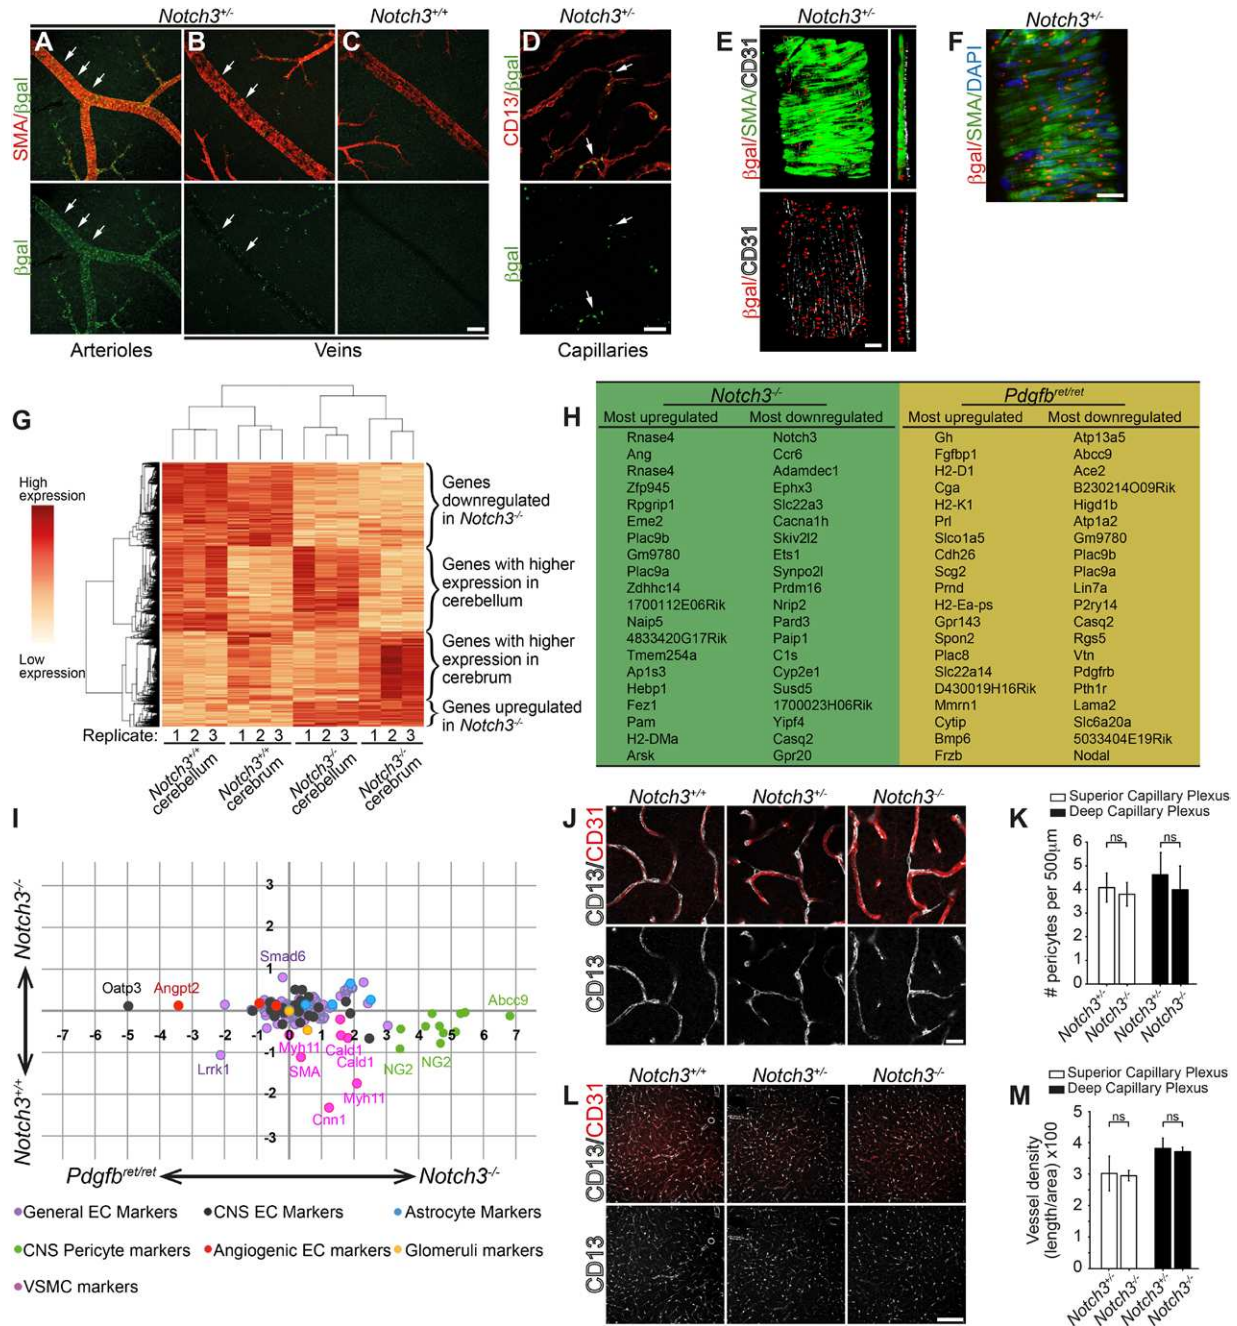 Notch3+/-
Notch3+/+
Notch3+/-
Notch3+/-
Notch3+/-
A
B
C
D
E
F
SMA/βgal
CD13/βgal
βgal/SMA/CD31
βgal/SMA/DAPI
βgal
βgal
βgal/CD31
Arterioles
Veins
Capillaries
G
High
expression
Low
expression
Genes
downregulated
in Notch3-/-
Genes with higher
expression in
cerebellum
Genes with higher
expression in
cerebrum
Genes upregulated
in Notch3-/-
Replicate: 1 2 3 1 2 3 1 2 3 1 2 3
Notch3+/+ cerebellum
Notch3+/+ cerebrum
Notch3-/- cerebellum
Notch3-/- cerebrum
H
Notch3-/- Pdgfbret/ret
Most upregulated Most downregulated Most upregulated Most downregulated
Rnase4 Notch3 Gh Atp13a5
Ang Ccr6 Fgfbp1 Abcc9
Rnase4 Adamdec1 H2-D1 Ace2
Zfp945 Ephx3 Cga B230214O09Rik
Rpgrip1 Slc22a3 H2-K1 Higd1b
Eme2 Cacna1h Prl Atp1a2
Plac9b Skiv2l2 Slco1a5 Gm9780
Gm9780 Ets1 Cdh26 Plac9b
Plac9a Synpo2l Scg2 Plac9a
Zdhhc14 Prdm16 Prnd Lin7a
1700112E06Rik Nrip2 H2-Ea-ps P2ry14
Naip5 Pard3 Gpr143 Casq2
4833420G17Rik Paip1 Spon2 Rgs5
Tmem254a C1s Plac8 Vtn
Ap1s3 Cyp2e1 Slc22a14 Pdgfrb
Hebp1 Susd5 D430019H16Rik Pth1r
Fez1 1700023H06Rik Mmrn1 Lama2
Pam Yipf4 Cytip Slc6a20a
H2-DMa Casq2 Bmp6 5033404E19Rik
Arsk Gpr20 Frzb Nodal
I
Notch3-/-
Notch3+/+
3
2
1
Smad6
Oatp3
Angpt2
Abcc9
-7 -6 -5 -4 -3 -2 -1 0 1 2 3 4 5 6 7
Myh11
Cald1
-1
SMA
Cald1
NG2
NG2
Lrrk1
Myh11
-2
Cnn1
-3
Pdgfbret/ret
Notch3-/-
General EC Markers
CNS EC Markers
Astrocyte Markers
CNS Pericyte markers
Angiogenic EC markers
Glomeruli markers
VSMC markers
J
Notch3+/+
Notch3+/-
Notch3-/-
CD13/CD31
CD13
K
Superior Capillary Plexus
Deep Capillary Plexus
# pericytes per 500μm
6
5
4
3
2
1
0
ns
ns
Notch3+/-
Notch3-/-
Notch3+/-
Notch3-/-
L
Notch3+/+
Notch3+/-
Notch3-/-
CD13/CD31
CD13
M
Superior Capillary Plexus
Deep Capillary Plexus
Vessel density
(length/area) x100
5
4
3
2
1
0
ns
ns
Notch3+/-
Notch3-/-
Notch3+/-
Notch3-/-